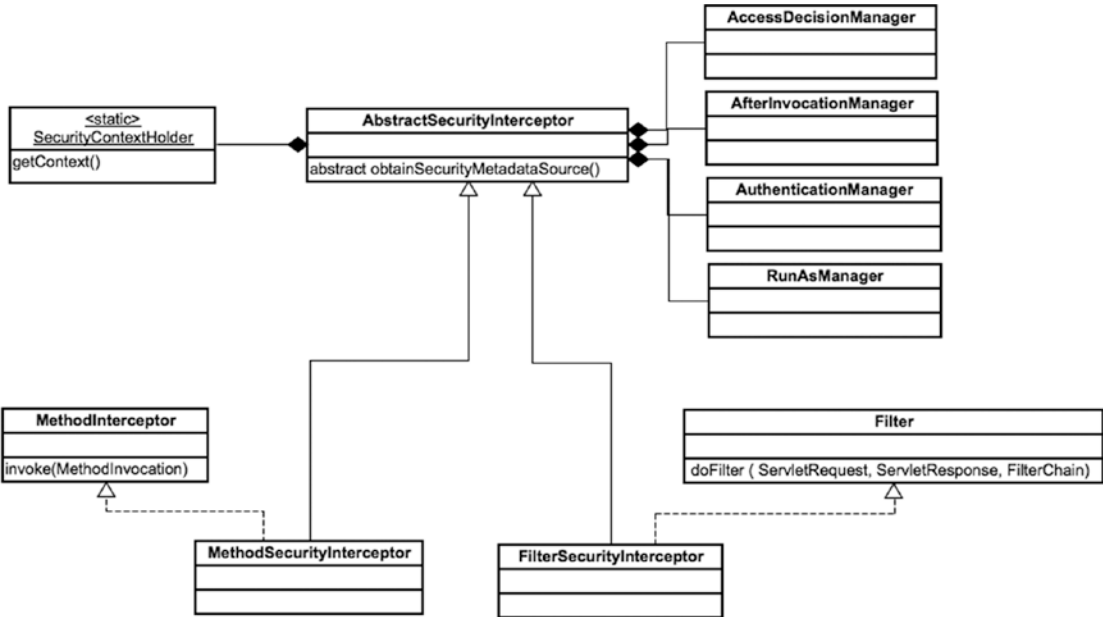 AccessDecisionManager
<static>
SecurityContextHolder
getContext()
AbstractSecurityInterceptor
abstract obtainSecurityMetadataSource()
AfterInvocationManager
AuthenticationManager
RunAsManager
MethodInterceptor
invoke(MethodInvocation)
Filter
doFilter ( ServletRequest, ServletResponse, FilterChain)
MethodSecurityInterceptor
FilterSecurityInterceptor